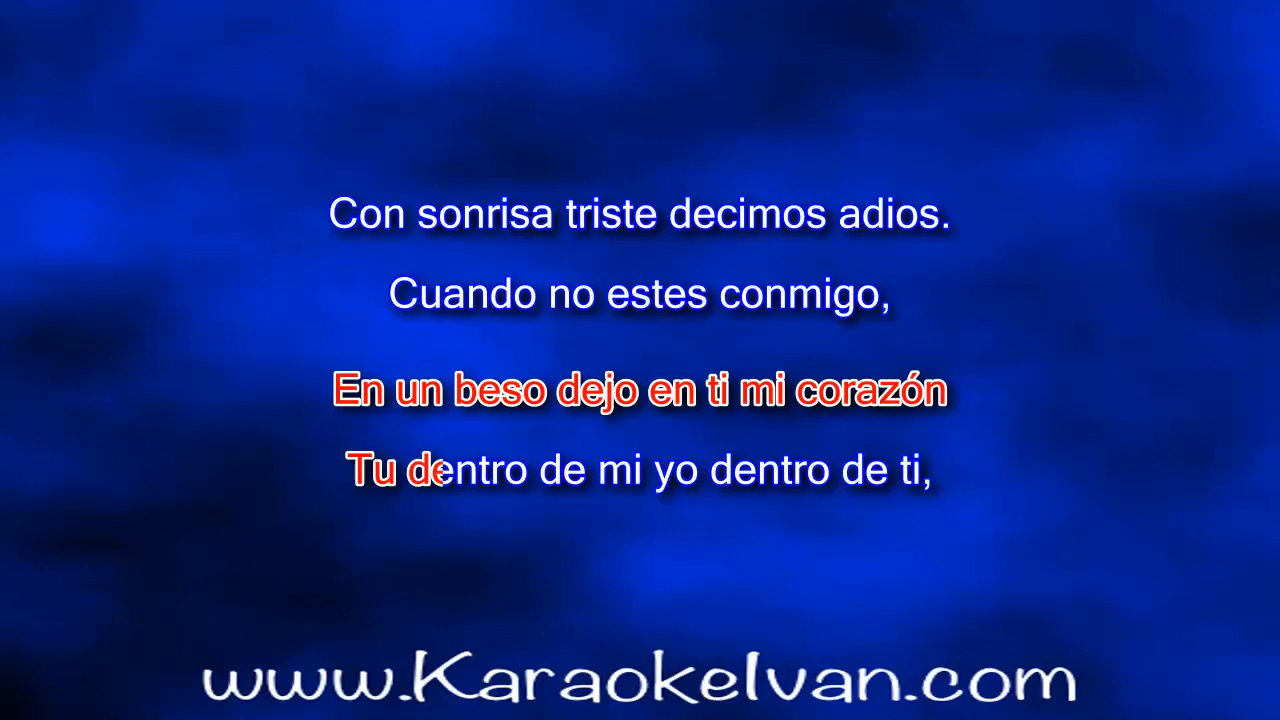 Con sonrisa triste decimos adios.
Cuando no estes conmigo,
En un beso dejo en ti mi corazón
Tu dentro de mi yo dentro de ti,
www.KaraokeIvan.com